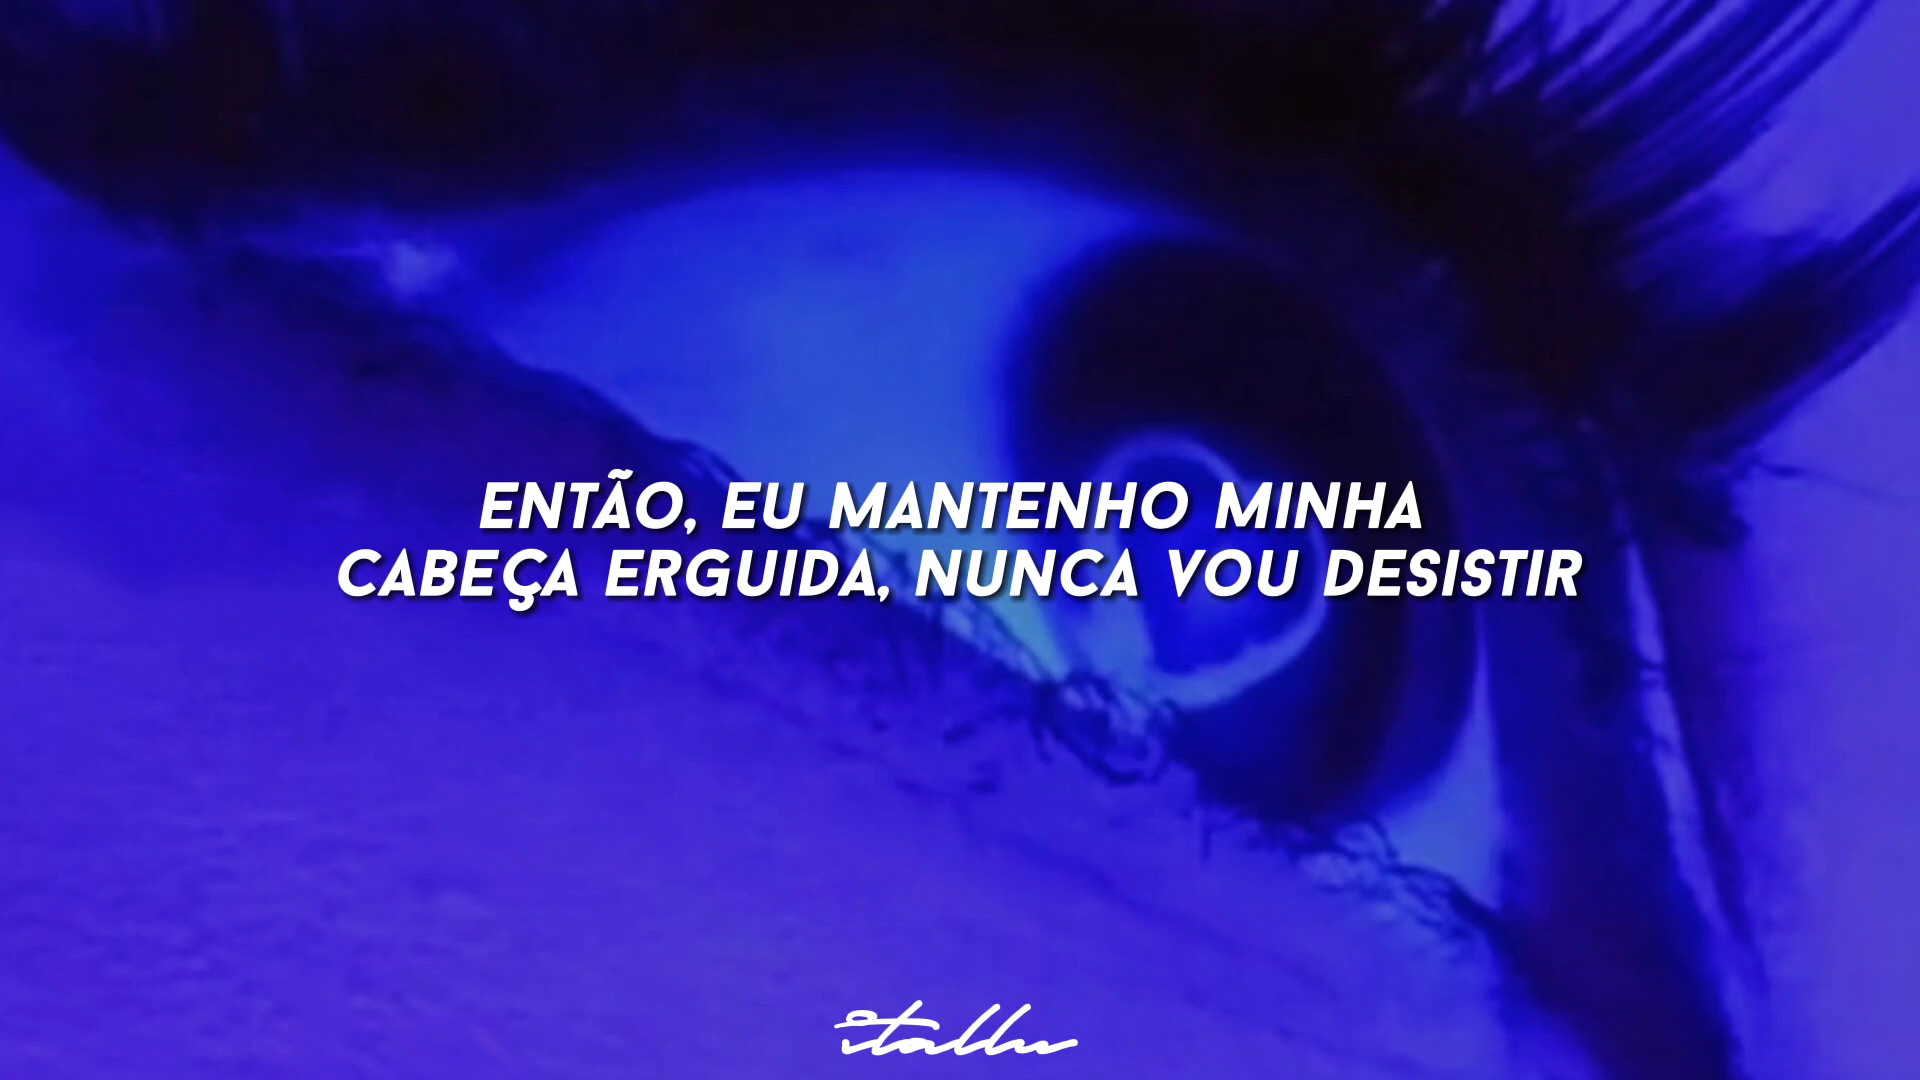 ENTÃO, EU MANTENHO MINHA
CABEÇA ERGUIDA, NUNCA VOU DESISTIR